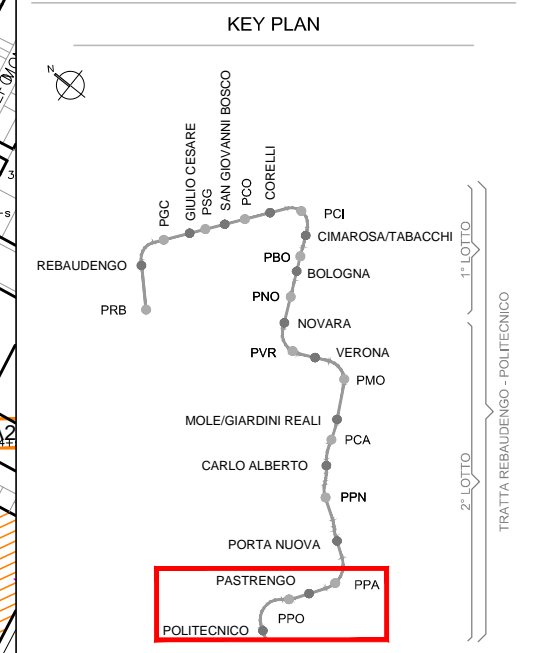 KEY PLAN
N
PGC
GIULIO CESARE
PSG
SAN GIOVANNI BOSCO
PCO
CORELLI
PCI
CIMAROSA/TABACCHI
REBAUDENGO
PBO
BOLOGNA
PNO
PRB
NOVARA
PVR
VERONA
PMO
MOLE/GIARDINI REALI
PCA
CARLO ALBERTO
PPN
PORTA NUOVA
PASTRENGO
PPA
PPO
POLITECNICO
1° LOTTO
2° LOTTO
TRATTA REBAUDENGO - POLITECNICO